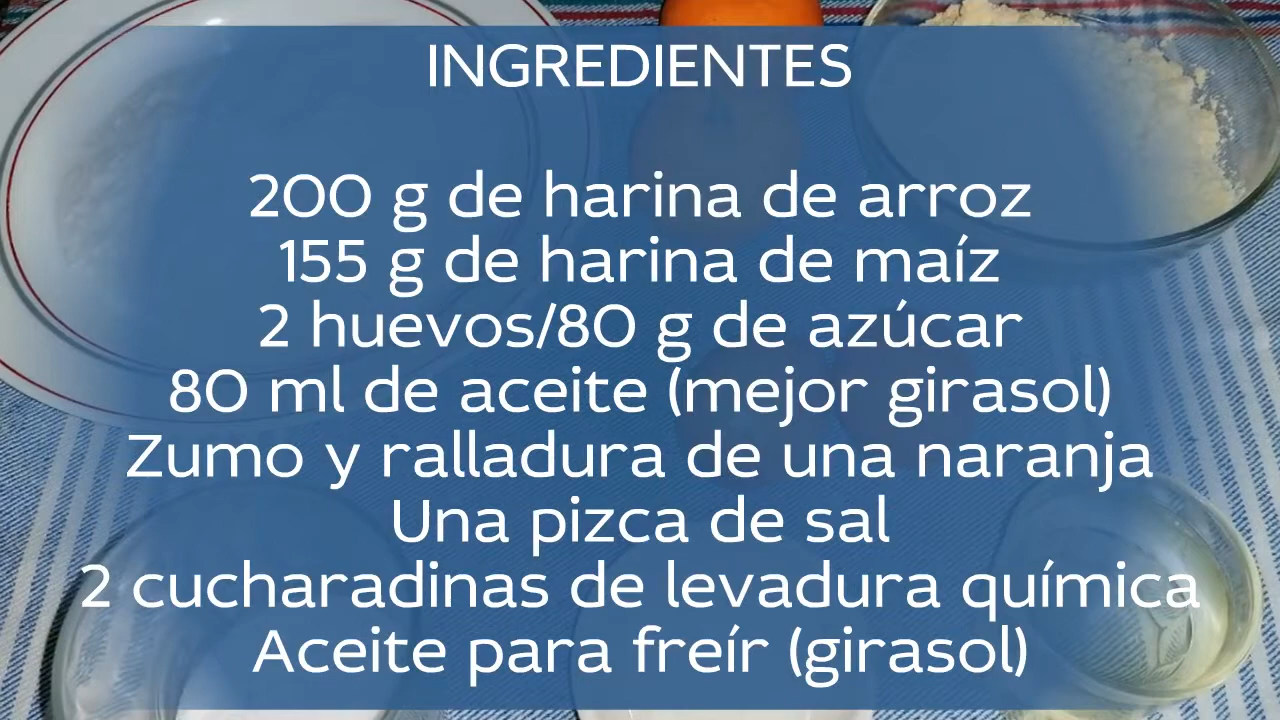 INGREDIENTES
200 g de harina de arroz
155 g de harina de maíz
2 huevos/80 g de azúcar
80 ml de aceite (mejor girasol)
Zumo y ralladura de una naranja
Una pizca de sal
2 cucharadinas de levadura química
Aceite para freír (girasol)